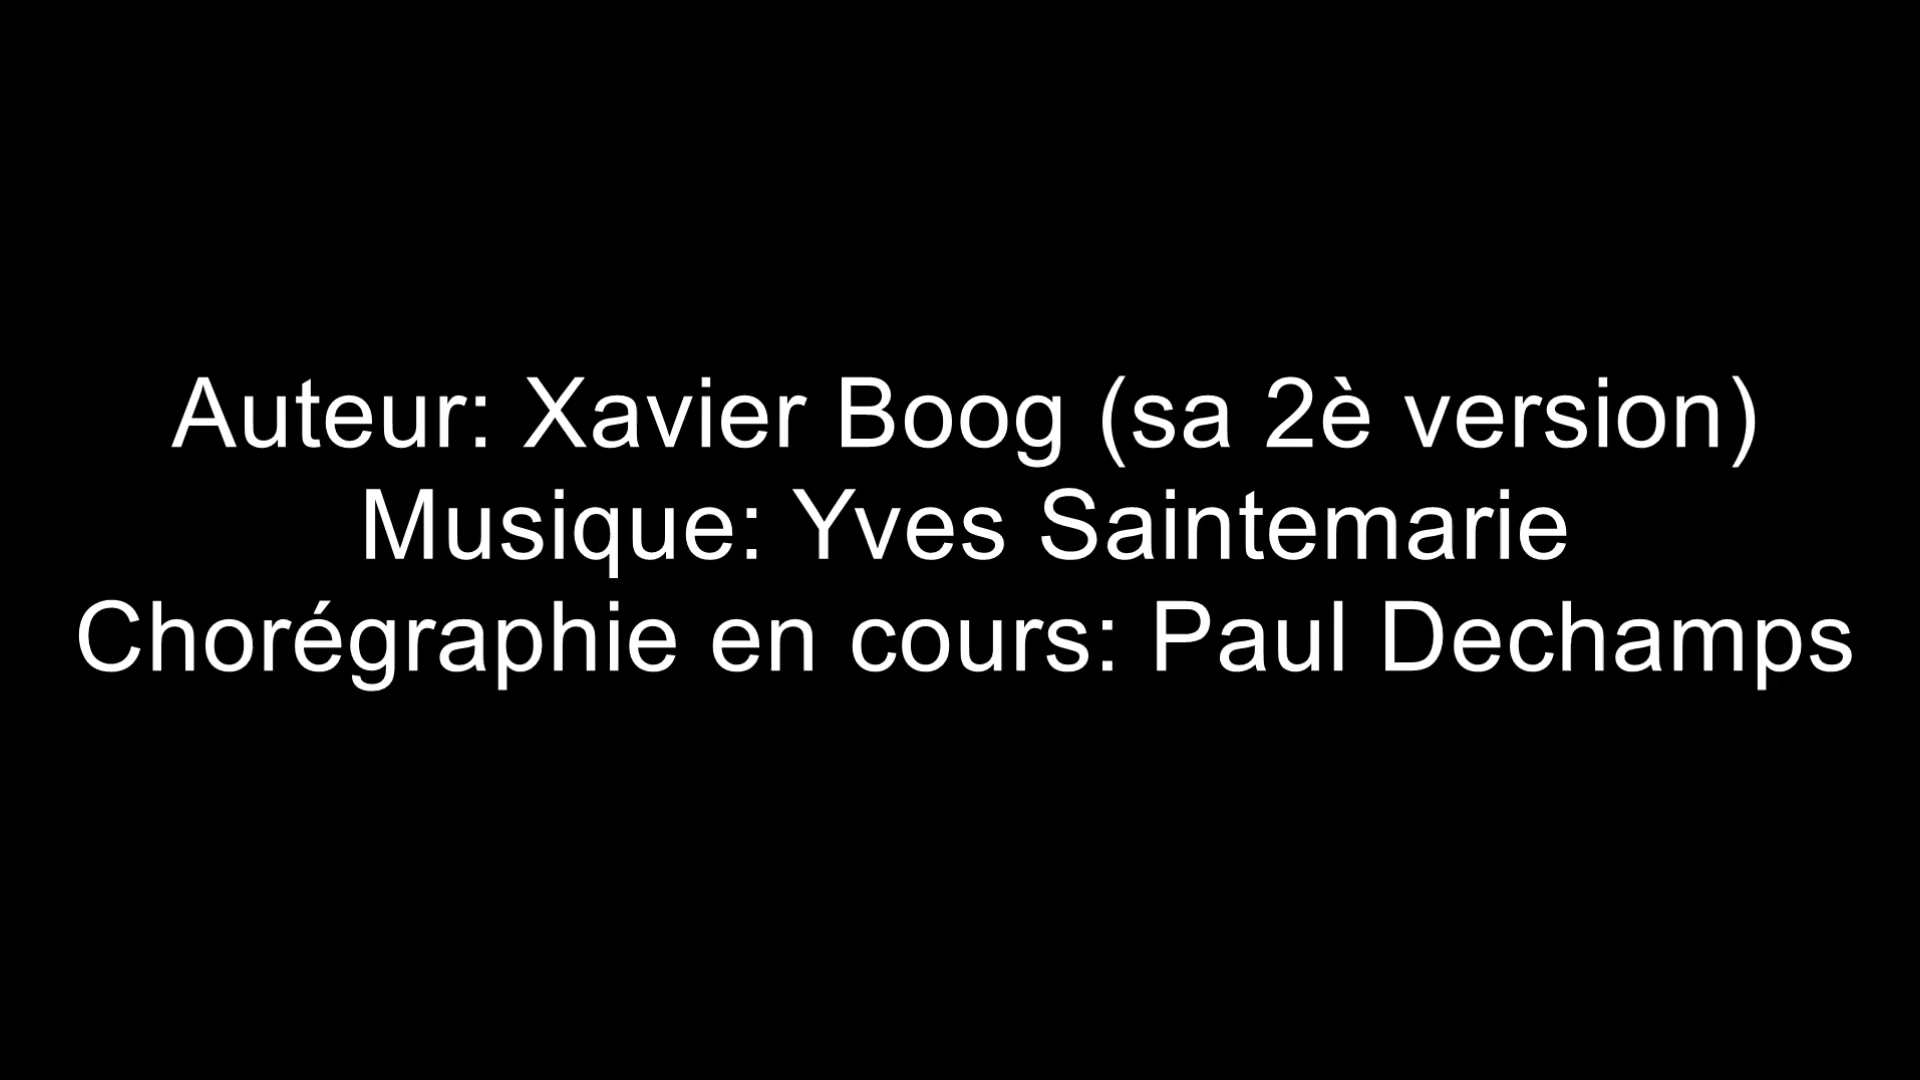 Auteur: Xavier Boog (sa 2è version)
Musique: Yves Saintemarie
Chorégraphie en cours: Paul Dechamps